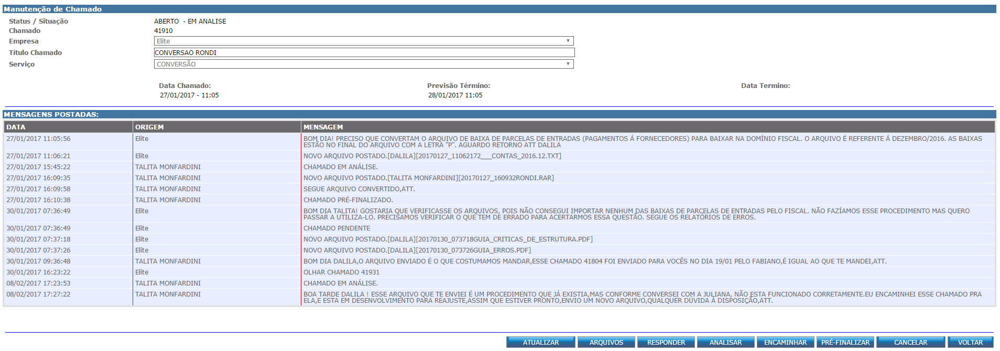 Manutenção de Chamado
Status / Situação ABERTO - EM ANALISE
Chamado 41910
Empresa Elite
Título Chamado CONVERSAO RONDI
Serviço CONVERSÃO
Data Chamado: Previsão Término: Data Termino:
27/01/2017 - 11:05 28/01/2017 11:05
MENSAGENS POSTADAS:
DATA ORIGEM MENSAGEM
27/01/2017 11:05:56 Elite BOM DIA! PRECISO QUE CONVERTAM O ARQUIVO DE BAIXA DE PARCELAS DE ENTRADAS (PAGAMENTOS Á FORNECEDORES) PARA BAIXAR NA DOMÍNIO FISCAL. O ARQUIVO É REFERENTE Á DEZEMBRO/2016. AS BAIXAS
ESTÃO NO FINAL DO ARQUIVO COM A LETRA "P". AGUARDO RETORNO ATT DALILA
27/01/2017 11:06:21 Elite NOVO ARQUIVO POSTADO.[DALILA][20170127_11062172___CONTAS_2016.12.TXT]
27/01/2017 15:45:22 TALITA MONFARDINI CHAMADO EM ANÁLISE.
27/01/2017 16:09:35 TALITA MONFARDINI NOVO ARQUIVO POSTADO.[TALITA MONFARDINI][20170127_160932RONDI.RAR]
27/01/2017 16:09:58 TALITA MONFARDINI SEGUE ARQUIVO CONVERTIDO,ATT.
27/01/2017 16:10:38 TALITA MONFARDINI CHAMADO PRÉ-FINALIZADO.
30/01/2017 07:36:49 Elite BOM DIA TALITA! GOSTARIA QUE VERIFICASSE OS ARQUIVOS, POIS NÃO CONSEGUI IMPORTAR NENHUM DAS BAIXAS DE PARCELAS DE ENTRADAS PELO FISCAL. NÃO FAZÍAMOS ESSE PROCEDIMENTO MAS QUERO
PASSAR A UTILIZA-LO. PRECISAMOS VERIFICAR O QUE TEM DE ERRADO PARA ACERTARMOS ESSA QUESTÃO. SEGUE OS RELATÓRIOS DE ERROS.
30/01/2017 07:36:49 Elite CHAMADO PENDENTE
30/01/2017 07:37:18 Elite NOVO ARQUIVO POSTADO.[DALILA][20170130_073718GUIA_CRITICAS_DE_ESTRUTURA.PDF]
30/01/2017 07:37:26 Elite NOVO ARQUIVO POSTADO.[DALILA][20170130_073726GUIA_ERROS.PDF]
30/01/2017 09:36:48 TALITA MONFARDINI BOM DIA DALILA,O ARQUIVO ENVIADO É O QUE COSTUMAMOS MANDAR,ESSE CHAMADO 41804 FOI ENVIADO PARA VOCÊS NO DIA 19/01 PELO FABIANO,É IGUAL AO QUE TE MANDEI,ATT.
30/01/2017 16:23:22 Elite OLHAR CHAMADO 41931
08/02/2017 17:23:53 TALITA MONFARDINI CHAMADO EM ANÁLISE.
08/02/2017 17:27:22 TALITA MONFARDINI BOA TARDE DALILA ! ESSE ARQUIVO QUE TE ENVIEI É UM PROCEDIMENTO QUE JÁ EXISTIA,MAS CONFORME CONVERSEI COM A JULIANA, NÃO ESTA FUNCIONADO CORRETAMENTE.EU ENCAMINHEI ESSE CHAMADO PRA
ELA,E ESTA EM DESENVOLVIMENTO PARA REAJUSTE,ASSIM QUE ESTIVER PRONTO,ENVIO UM NOVO ARQUIVO,QUALQUER DÚVIDA À DISPOSIÇÃO,ATT.
ATUALIZAR ARQUIVOS RESPONDER ANALISAR ENCAMINHAR PRÉ-FINALIZAR CANCELAR VOLTAR